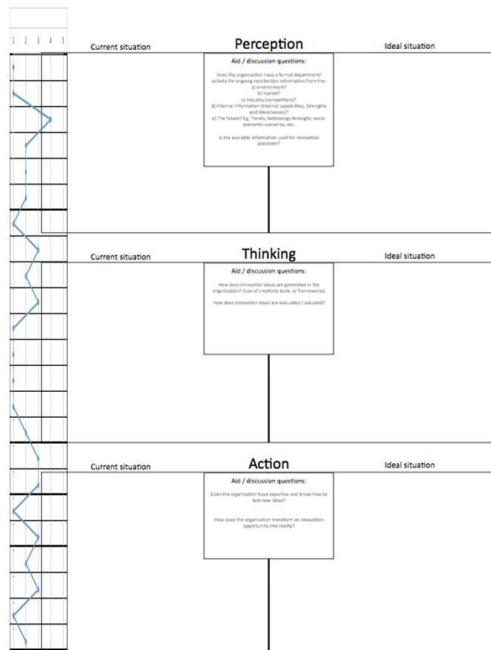 1 2 3 4 5
Perception
Current situation
Ideal situation
Aid / discussion questions:
Does the organisation have a formal department/
activity for ongoing recollection information from the:
a) environment?
b) market?
c) Industry (competitors)?
d) Internal information (internal capabilities, Strengths
and Weaknesses)?
e) The future? Eg, Trends, technology foresight, socio-
economic scenarios, etc.
Is the available information used for innovation
purposes?
Thinking
Current situation
Ideal situation
Aid / discussion questions:
How does innovation ideas are generated in the
organisation? (Use of creativity tools or frameworks)
How does innovation ideas are evaluated / valuated?
Action
Current situation
Ideal situation
Aid / discussion questions:
Does the organisation have expertise and know-how to
test new ideas?
How does the organisation transform an innovation
opportunity into reality?